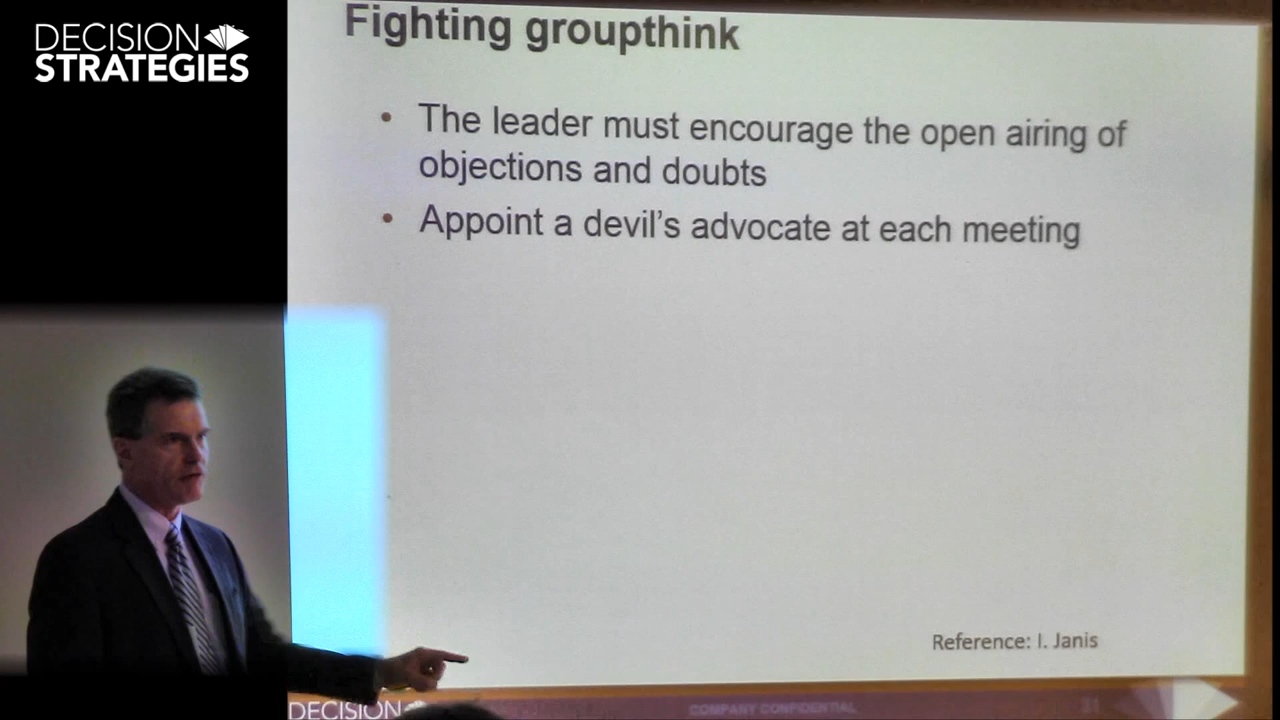 DECISION
STRATEGIES
Fighting groupthink
• The leader must encourage the open airing of
objections and doubts
• Appoint a devil's advocate at each meeting
Reference: I. Janis
DECISION
COMPANY CONFIDENTIAL
31